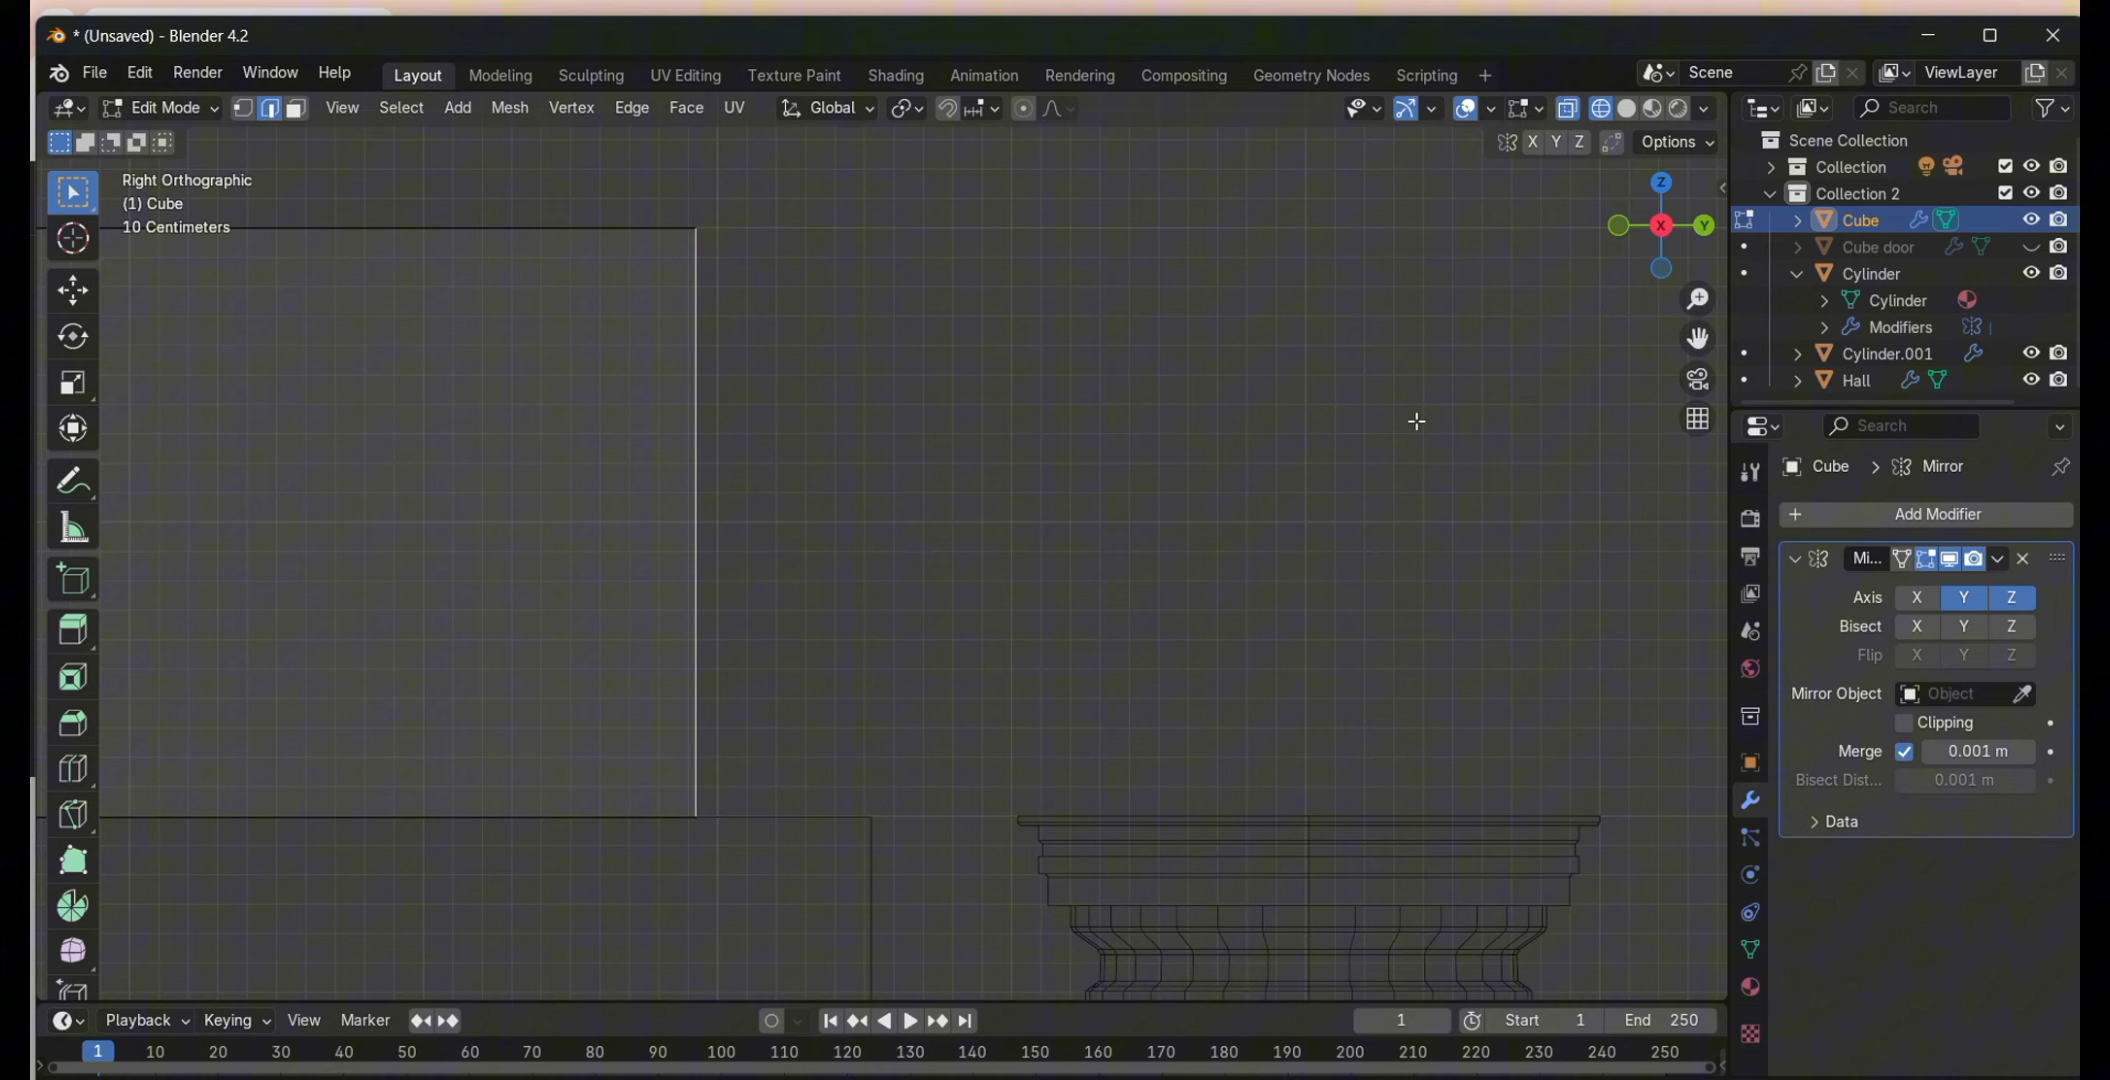 * (Unsaved) - Blender 4.2
File Edit Render Window Help Layout Modeling Sculpting UV Editing Texture Paint Shading Animation Rendering Compositing Geometry Nodes Scripting + Scene ViewLayer
Edit Mode View Select Add Mesh Vertex Edge Face UV Global Search
X Y Z Options
Scene Collection
Right Orthographic
(1) Cube
10 Centimeters
Z
X
Y
Collection
Collection 2
Cube
Cube door
Cylinder
Cylinder
Modifiers
Cylinder.001
Hall
Search
Cube > Mirror
+ Add Modifier
Mi...
Axis X Y Z
Bisect X Y Z
Flip X Y Z
Mirror Object Object
Clipping
Merge 0.001 m
Bisect Dist... 0.001 m
Data
Playback Keying View Marker 1 Start 1 End 250
1 10 20 30 40 50 60 70 80 90 100 110 120 130 140 150 160 170 180 190 200 210 220 230 240 250